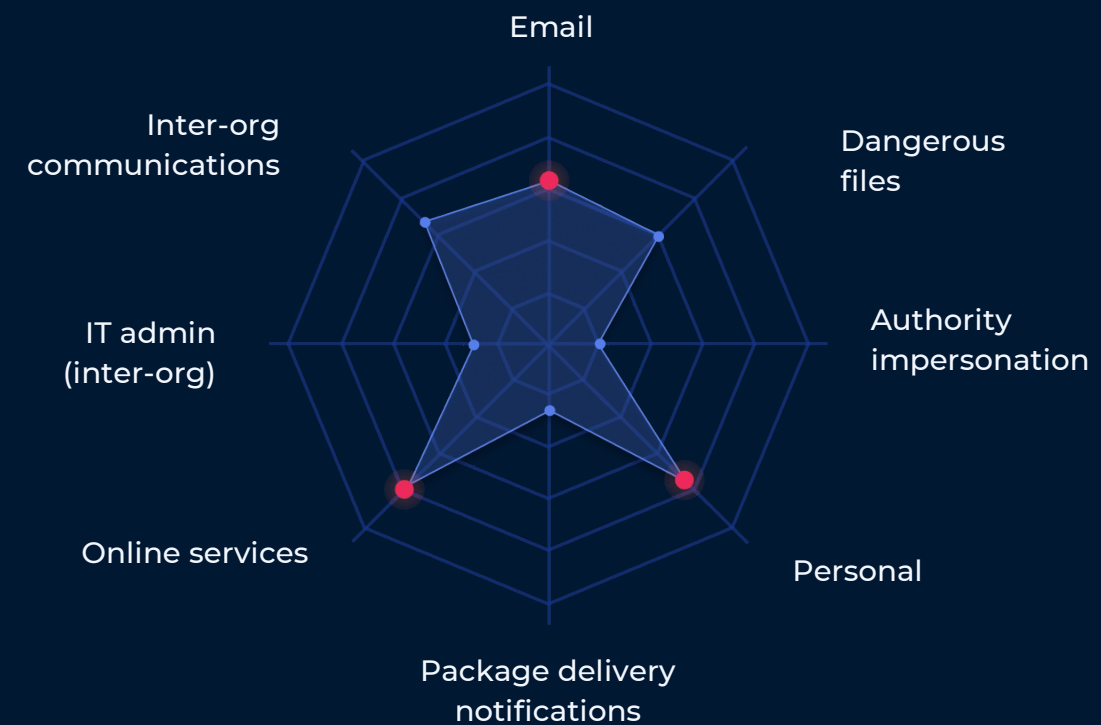 Email
Inter-org
communications
Dangerous
files
IT admin
(inter-org)
Authority
impersonation
Online services
Personal
Package delivery
notifications